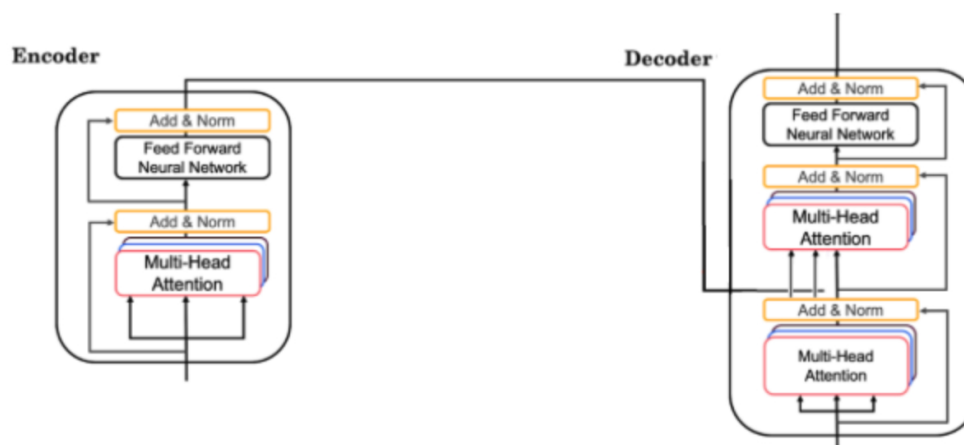 Encoder
Add & Norm
Feed Forward
Neural Network
Add & Norm
Multi-Head
Attention
Decoder
Add & Norm
Feed Forward
Neural Network
Add & Norm
Multi-Head
Attention
Add & Norm
Multi-Head
Attention